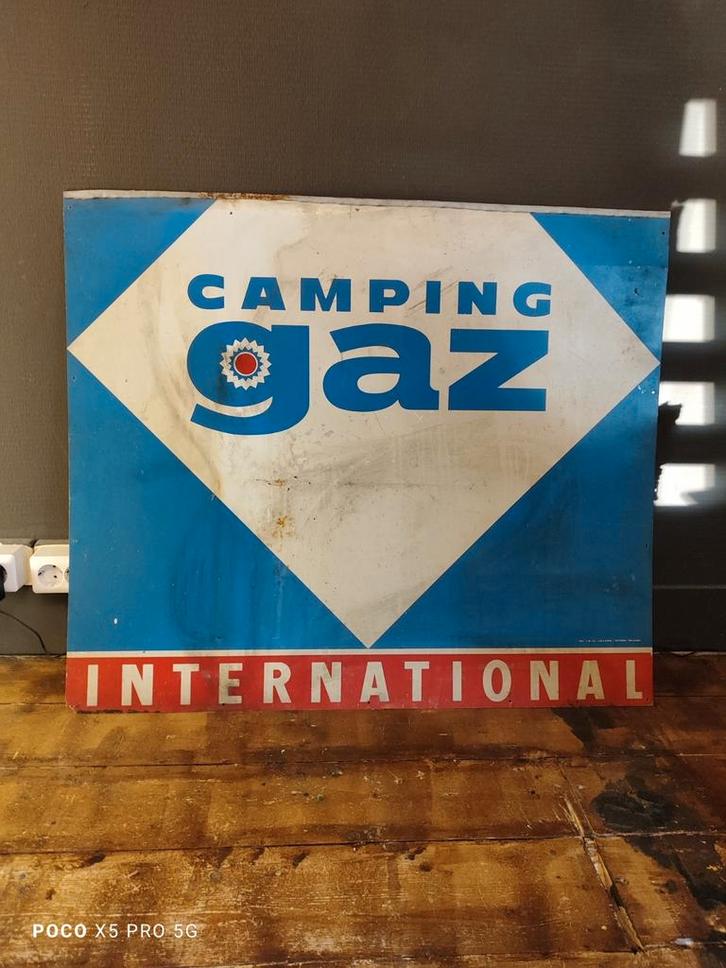 CAMPING
gaz
INTERNATIONAL
POCO X5 PRO 5G